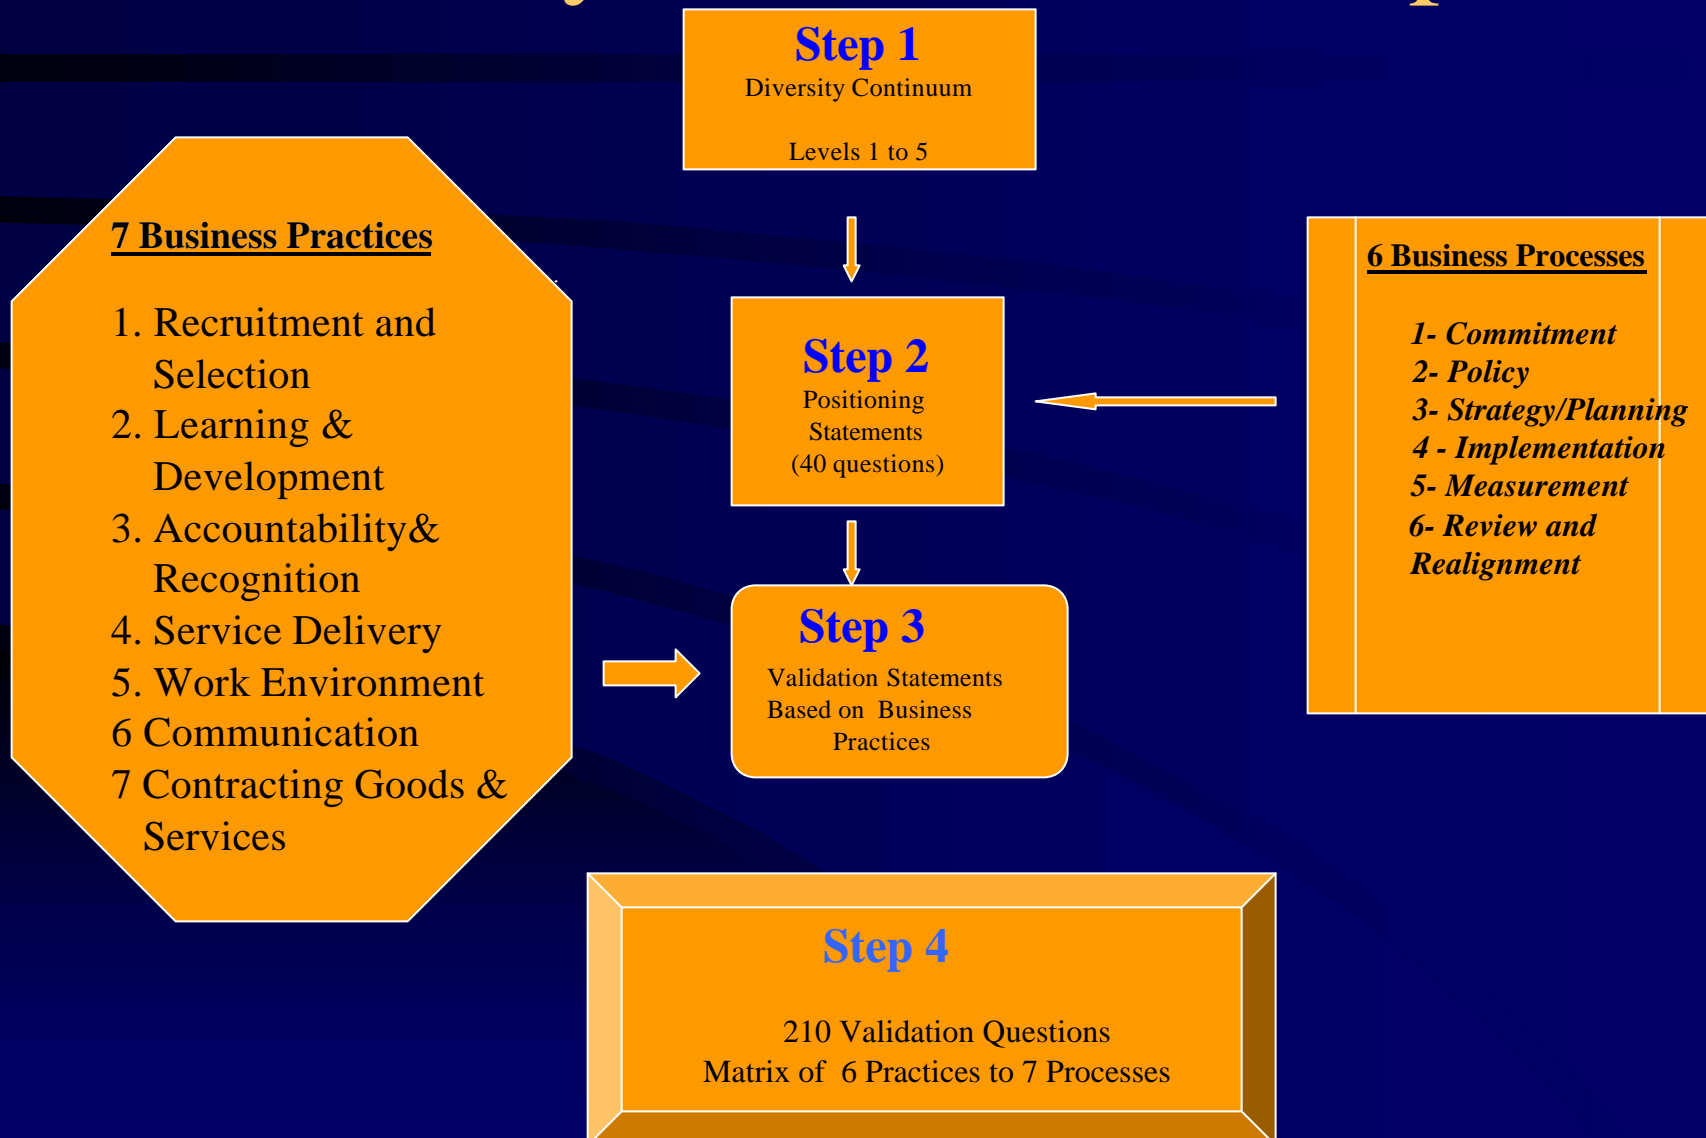 Step 1
Diversity Continuum
Levels 1 to 5
7 Business Practices
1. Recruitment and
Selection
2. Learning &
Development
3. Accountability&
Recognition
4. Service Delivery
5. Work Environment
6 Communication
7 Contracting Goods &
Services
Step 2
Positioning
Statements
(40 questions)
6 Business Processes
1- Commitment
2- Policy
3- Strategy/Planning
4 - Implementation
5- Measurement
6- Review and
Realignment
Step 3
Validation Statements
Based on Business
Practices
Step 4
210 Validation Questions
Matrix of 6 Practices to 7 Processes